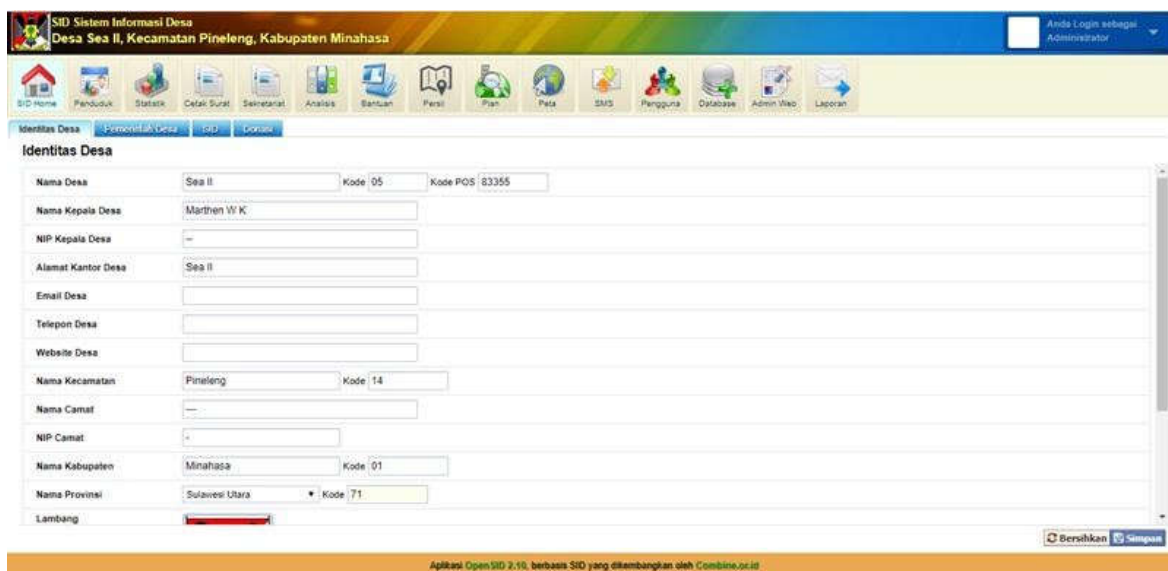 SID Sistem Informasi Desa
Desa Sea II, Kecamatan Pineleng, Kabupaten Minahasa
Anda Login sebagai
Administrator
SID Home Penduduk Statistik Cetak Surat Sekretariat Analisis Bantuan Persil Plan Peta SMS Pengguna Database Admin Web Laporan
Identitas Desa Pemerintah Desa SID Donasi
Identitas Desa
Nama Desa Sea II Kode 05 Kode POS 83355
Nama Kepala Desa Marthen W K
NIP Kepala Desa --
Alamat Kantor Desa Sea II
Email Desa
Telepon Desa
Website Desa
Nama Kecamatan Pineleng Kode 14
Nama Camat ---
NIP Camat -
Nama Kabupaten Minahasa Kode 01
Nama Provinsi Sulawesi Utara Kode 71
Lambang
Bersihkan Simpan
Aplikasi OpenSID 2.10, berbasis SID yang dikembangkan oleh Combine.or.id